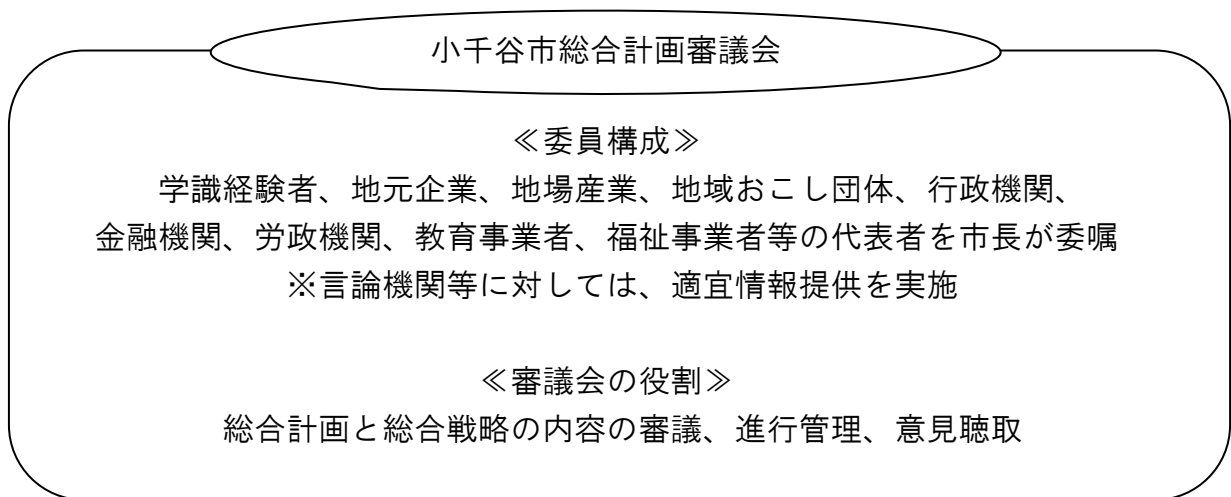 小千谷市総合計画審議会
≪委員構成≫
学識経験者、地元企業、地場産業、地域おこし団体、行政機関、
金融機関、労政機関、教育事業者、福祉事業者等の代表者を市長が委嘱
※言論機関等に対しては、適宜情報提供を実施
≪審議会の役割≫
総合計画と総合戦略の内容の審議、進行管理、意見聴取